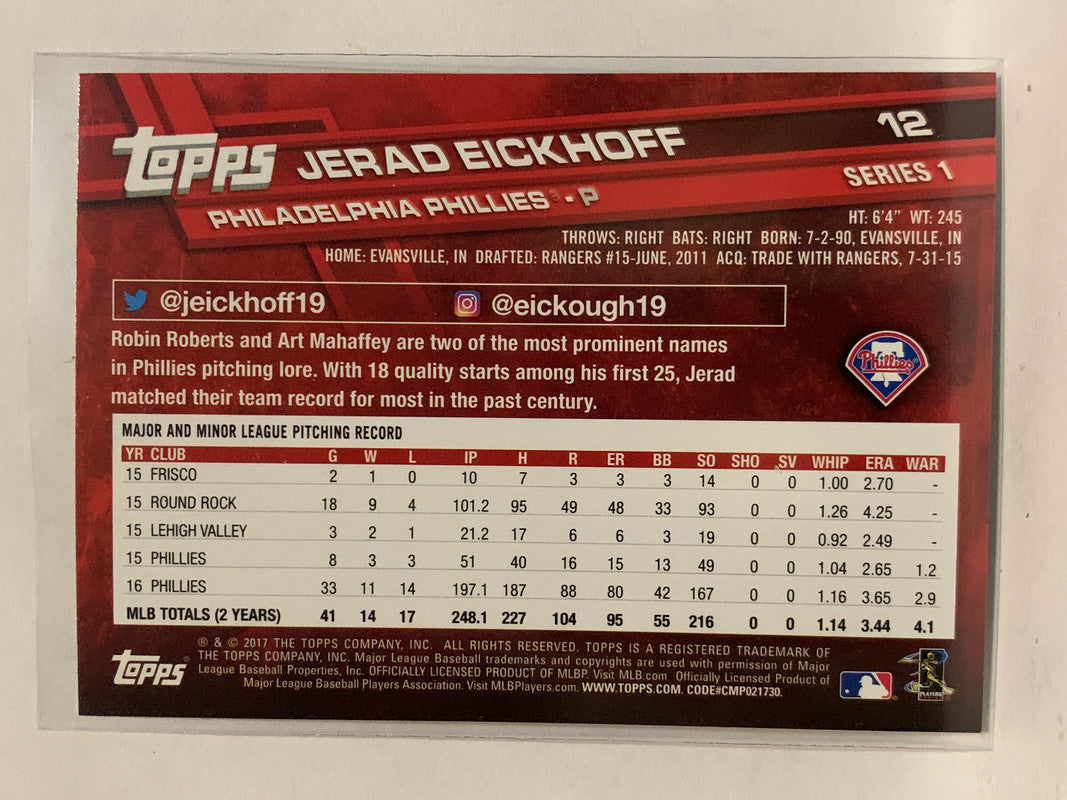 Topps JERAD EICKHOFF 12
PHILADELPHIA PHILLIES® • P SERIES 1
HT: 6'4" WT: 245
THROWS: RIGHT BATS: RIGHT BORN: 7-2-90, EVANSVILLE, IN
HOME: EVANSVILLE, IN DRAFTED: RANGERS #15-JUNE, 2011 ACQ: TRADE WITH RANGERS, 7-31-15
@jeickhoff19 @eickough19
Robin Roberts and Art Mahaffey are two of the most prominent names
in Phillies pitching lore. With 18 quality starts among his first 25, Jerad
matched their team record for most in the past century.
Phillies
MAJOR AND MINOR LEAGUE PITCHING RECORD
YR CLUB G W L IP H R ER BB SO SHO SV WHIP ERA WAR
15 FRISCO 2 1 0 10 7 3 3 3 14 0 0 1.00 2.70 -
15 ROUND ROCK 18 9 4 101.2 95 49 48 33 93 0 0 1.26 4.25 -
15 LEHIGH VALLEY 3 2 1 21.2 17 6 6 3 19 0 0 0.92 2.49 -
15 PHILLIES 8 3 3 51 40 16 15 13 49 0 0 1.04 2.65 1.2
16 PHILLIES 33 11 14 197.1 187 88 80 42 167 0 0 1.16 3.65 2.9
MLB TOTALS (2 YEARS) 41 14 17 248.1 227 104 95 55 216 0 0 1.14 3.44 4.1
® & © 2017 THE TOPPS COMPANY, INC. ALL RIGHTS RESERVED. TOPPS IS A REGISTERED TRADEMARK OF
THE TOPPS COMPANY, INC. Major League Baseball trademarks and copyrights are used with permission of Major
League Baseball Properties, Inc. OFFICIALLY LICENSED PRODUCT OF MLBP. Visit MLB.com Officially Licensed Product of
Major League Baseball Players Association. Visit MLBPlayers.com. WWW.TOPPS.COM. CODE#CMP021730.
Topps®